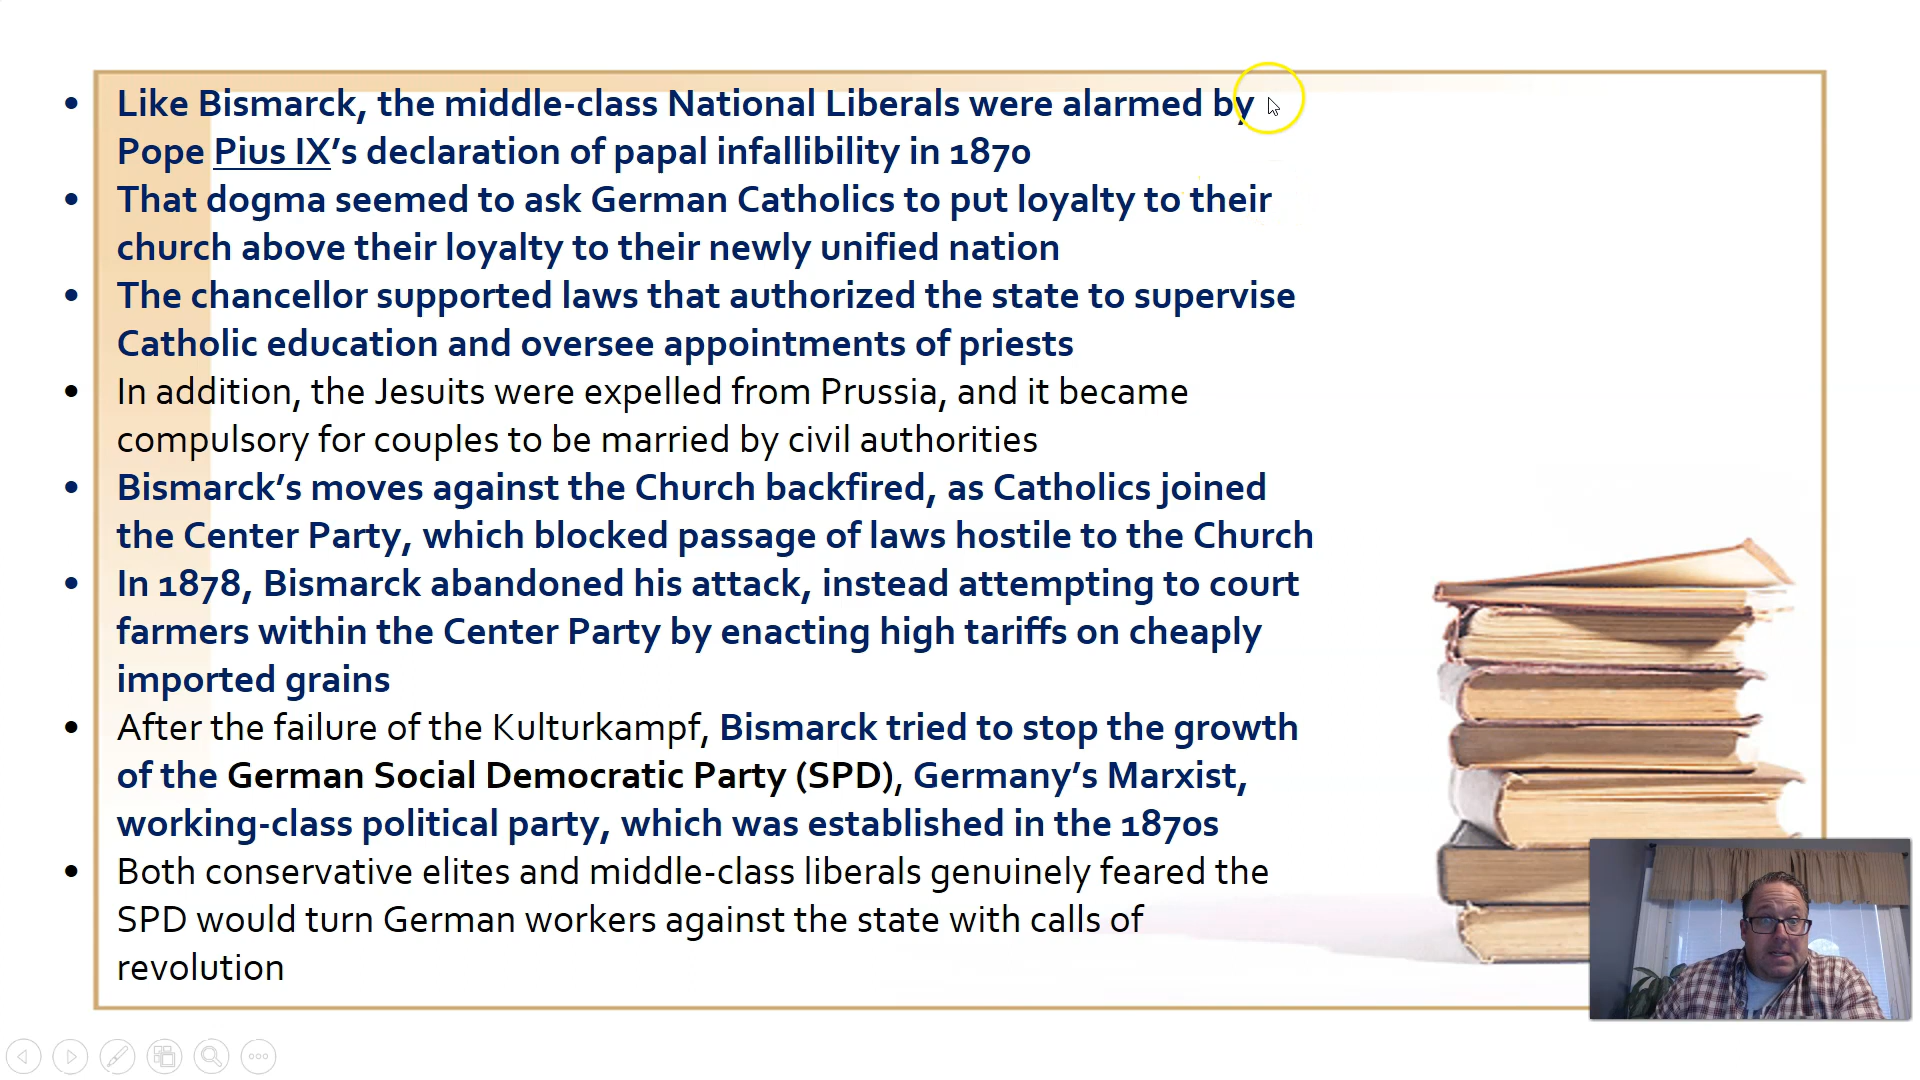 • Like Bismarck, the middle-class National Liberals were alarmed by
Pope Pius IX’s declaration of papal infallibility in 1870
• That dogma seemed to ask German Catholics to put loyalty to their
church above their loyalty to their newly unified nation
• The chancellor supported laws that authorized the state to supervise
Catholic education and oversee appointments of priests
• In addition, the Jesuits were expelled from Prussia, and it became
compulsory for couples to be married by civil authorities
• Bismarck’s moves against the Church backfired, as Catholics joined
the Center Party, which blocked passage of laws hostile to the Church
• In 1878, Bismarck abandoned his attack, instead attempting to court
farmers within the Center Party by enacting high tariffs on cheaply
imported grains
• After the failure of the Kulturkampf, Bismarck tried to stop the growth
of the German Social Democratic Party (SPD), Germany’s Marxist,
working-class political party, which was established in the 1870s
• Both conservative elites and middle-class liberals genuinely feared the
SPD would turn German workers against the state with calls of
revolution